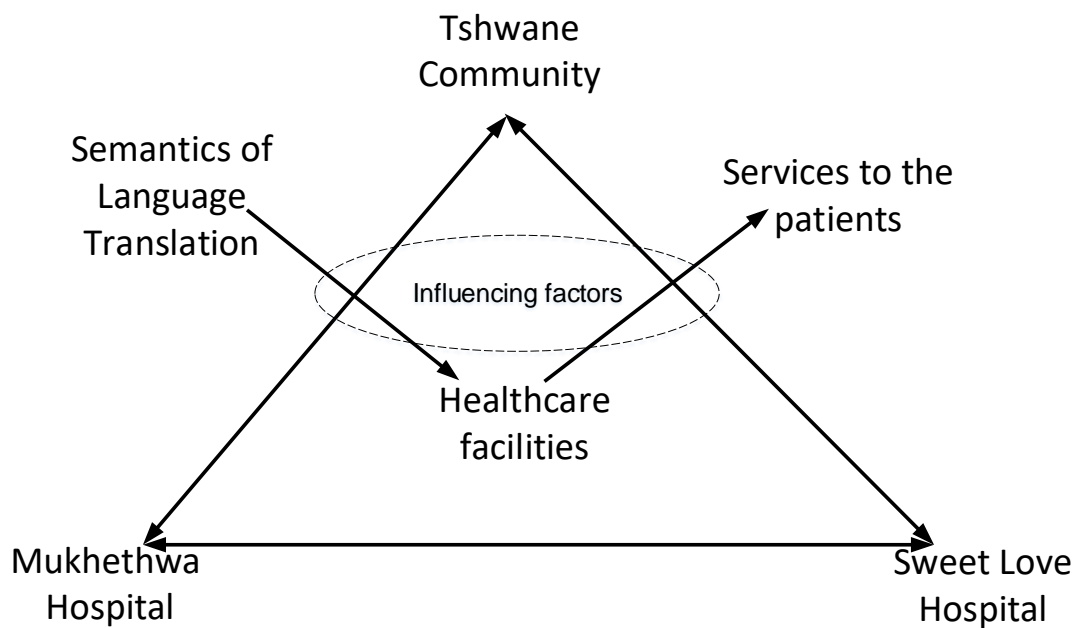 Tshwane
Community
Semantics of
Language
Translation
Services to the
patients
Influencing factors
Healthcare
facilities
Mukhethwa
Hospital
Sweet Love
Hospital